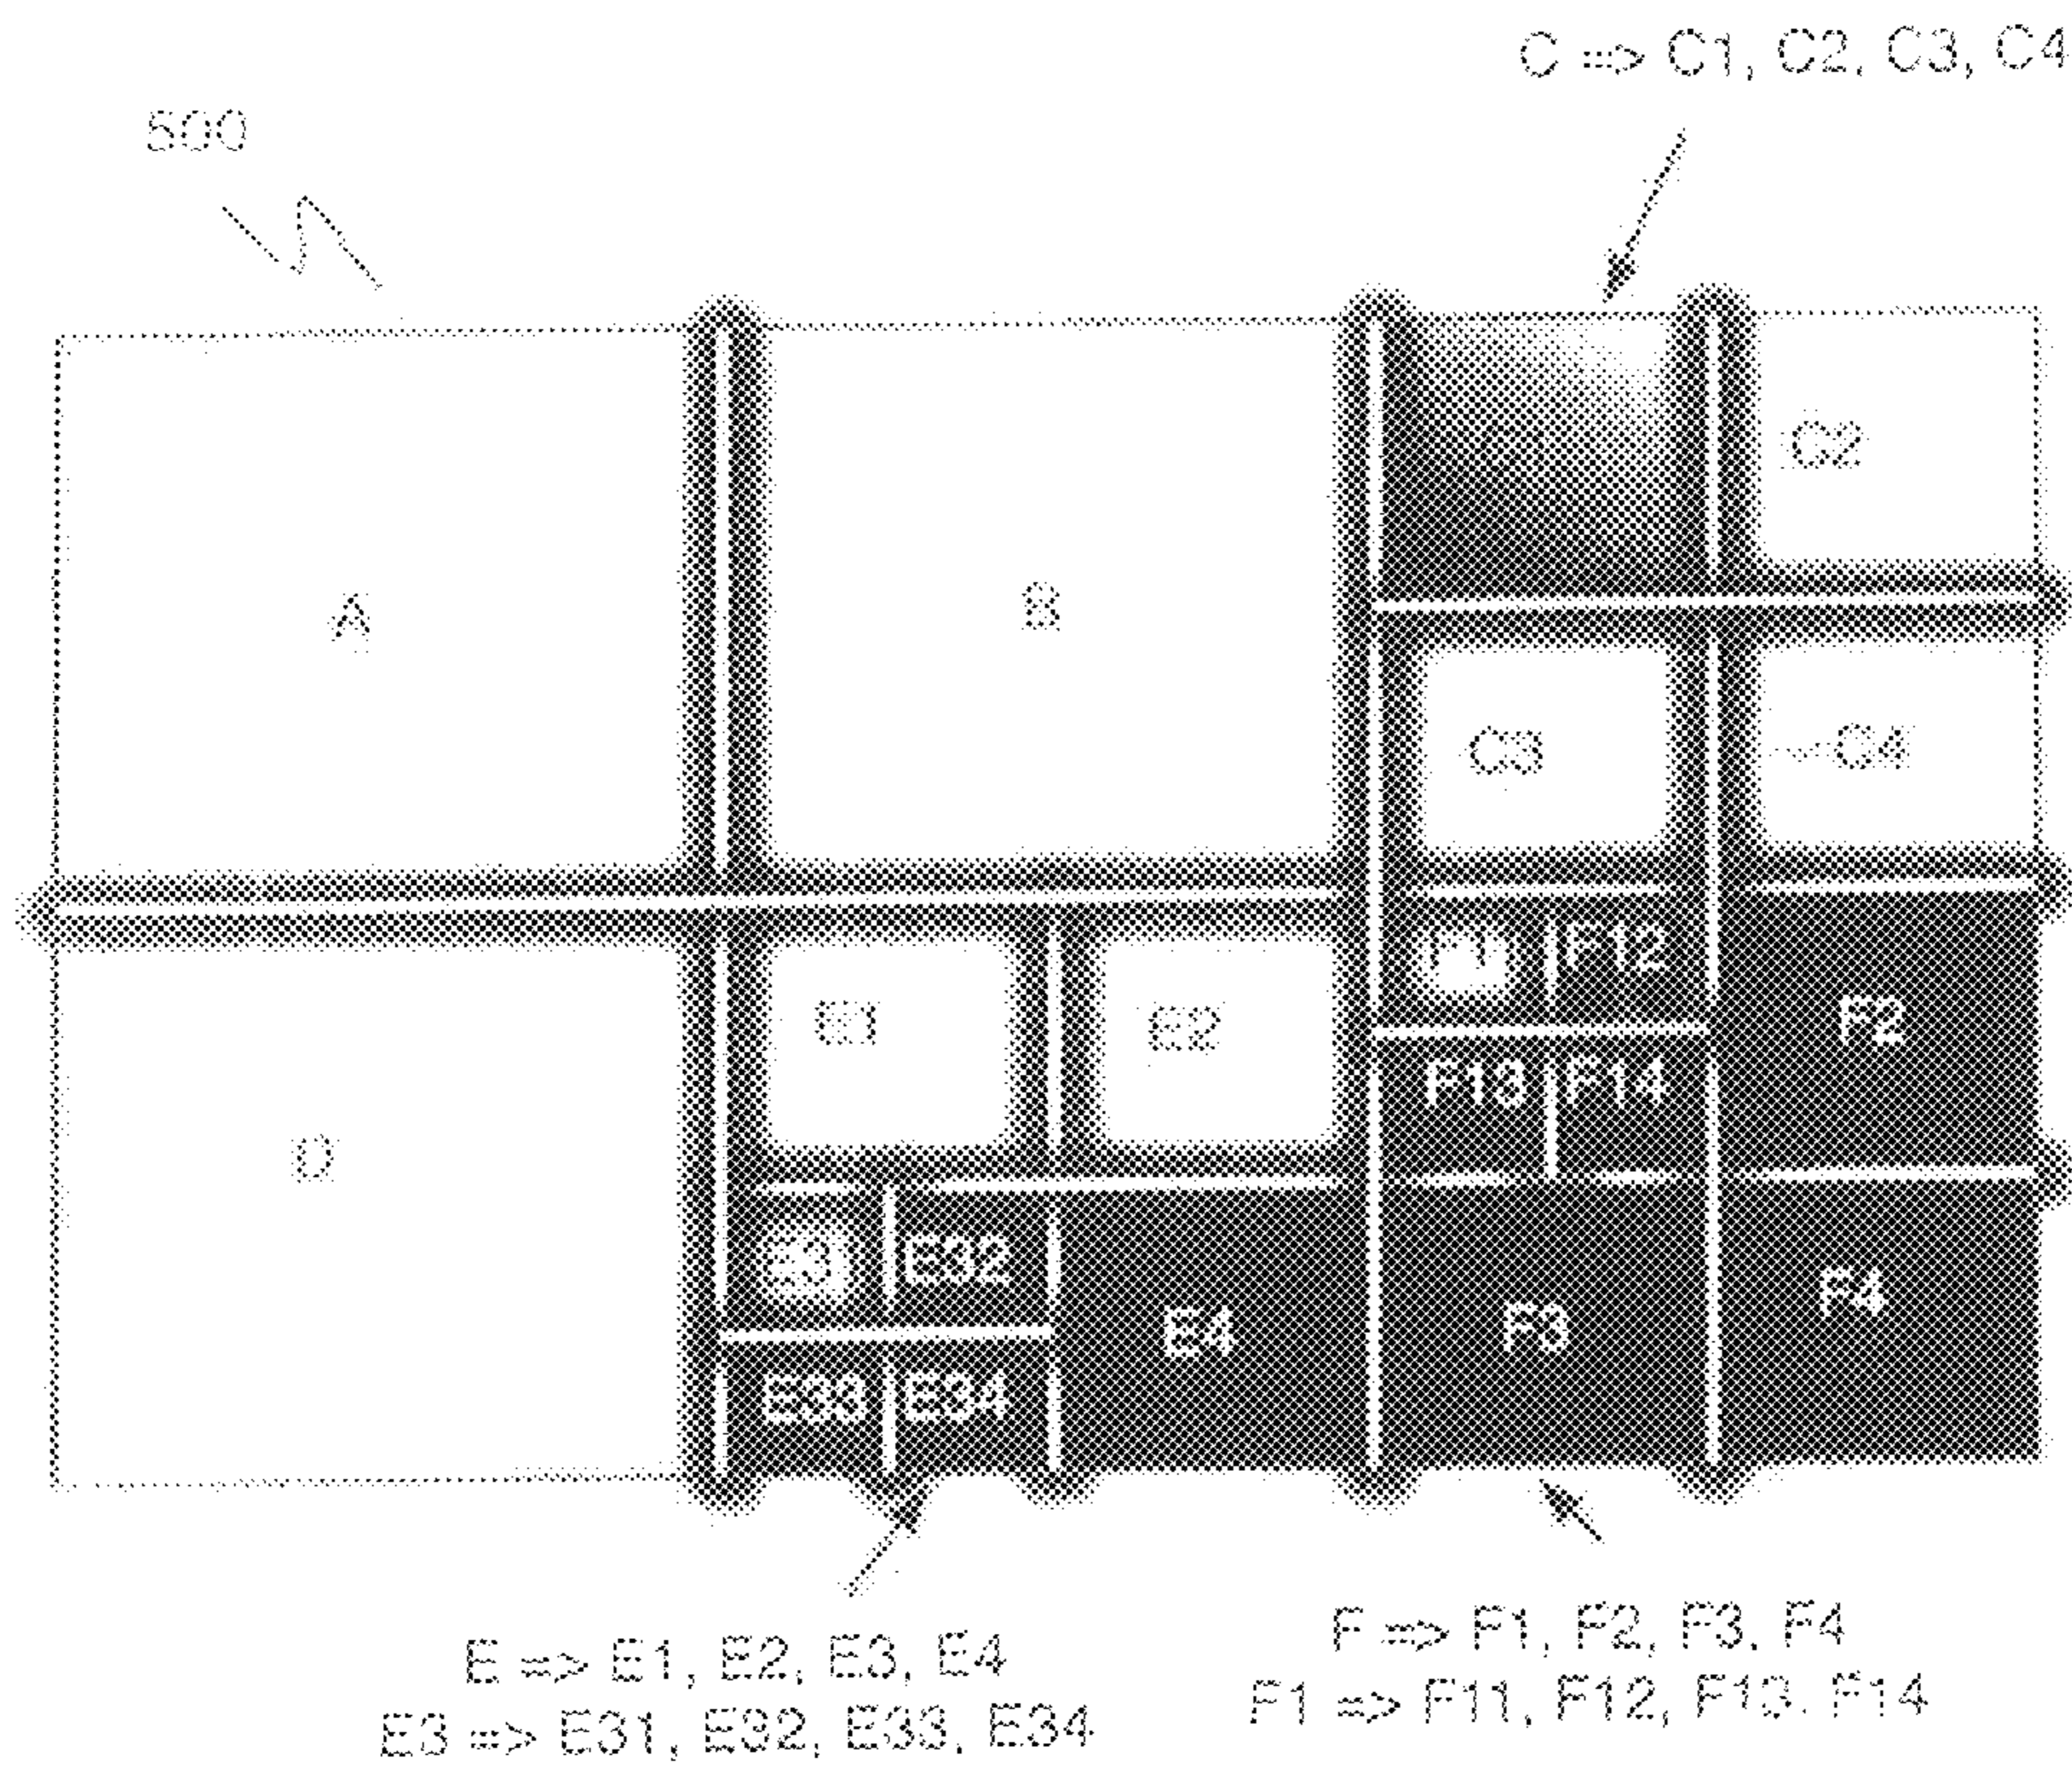 C => C1, C2, C3, C4
500
A
B
C2
C3
C4
F12
F2
F13
F14
E1
E2
D
E32
E4
F3
F4
E33
E34
E => E1, E2, E3, E4
E3 => E31, E32, E33, E34
F => F1, F2, F3, F4
F1 => F11, F12, F13, F14